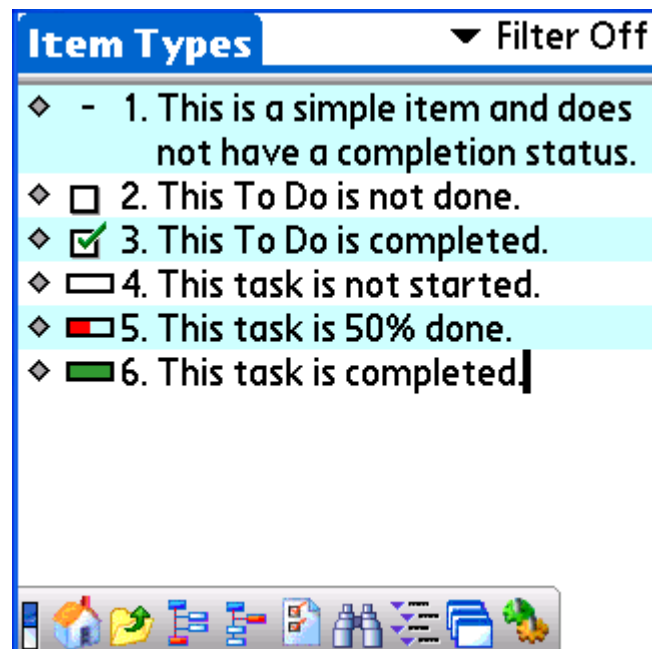 Item Types
Filter Off
- 1. This is a simple item and does
not have a completion status.
2. This To Do is not done.
3. This To Do is completed.
4. This task is not started.
5. This task is 50% done.
6. This task is completed.